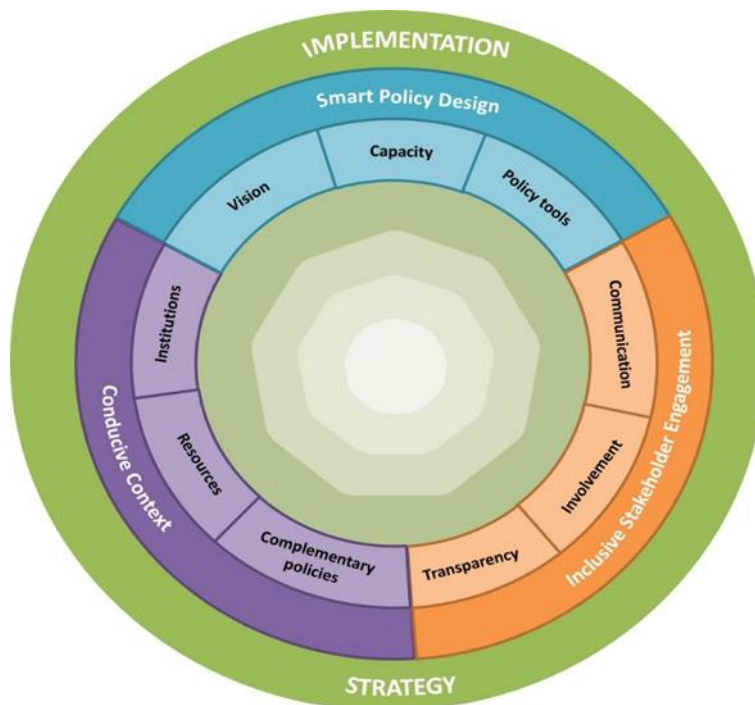 IMPLEMENTATION
Smart Policy Design
Vision
Capacity
Policy tools
Institutions
Resources
Complementary
policies
Conducive Context
Communication
Involvement
Transparency
Inclusive Stakeholder Engagement
STRATEGY